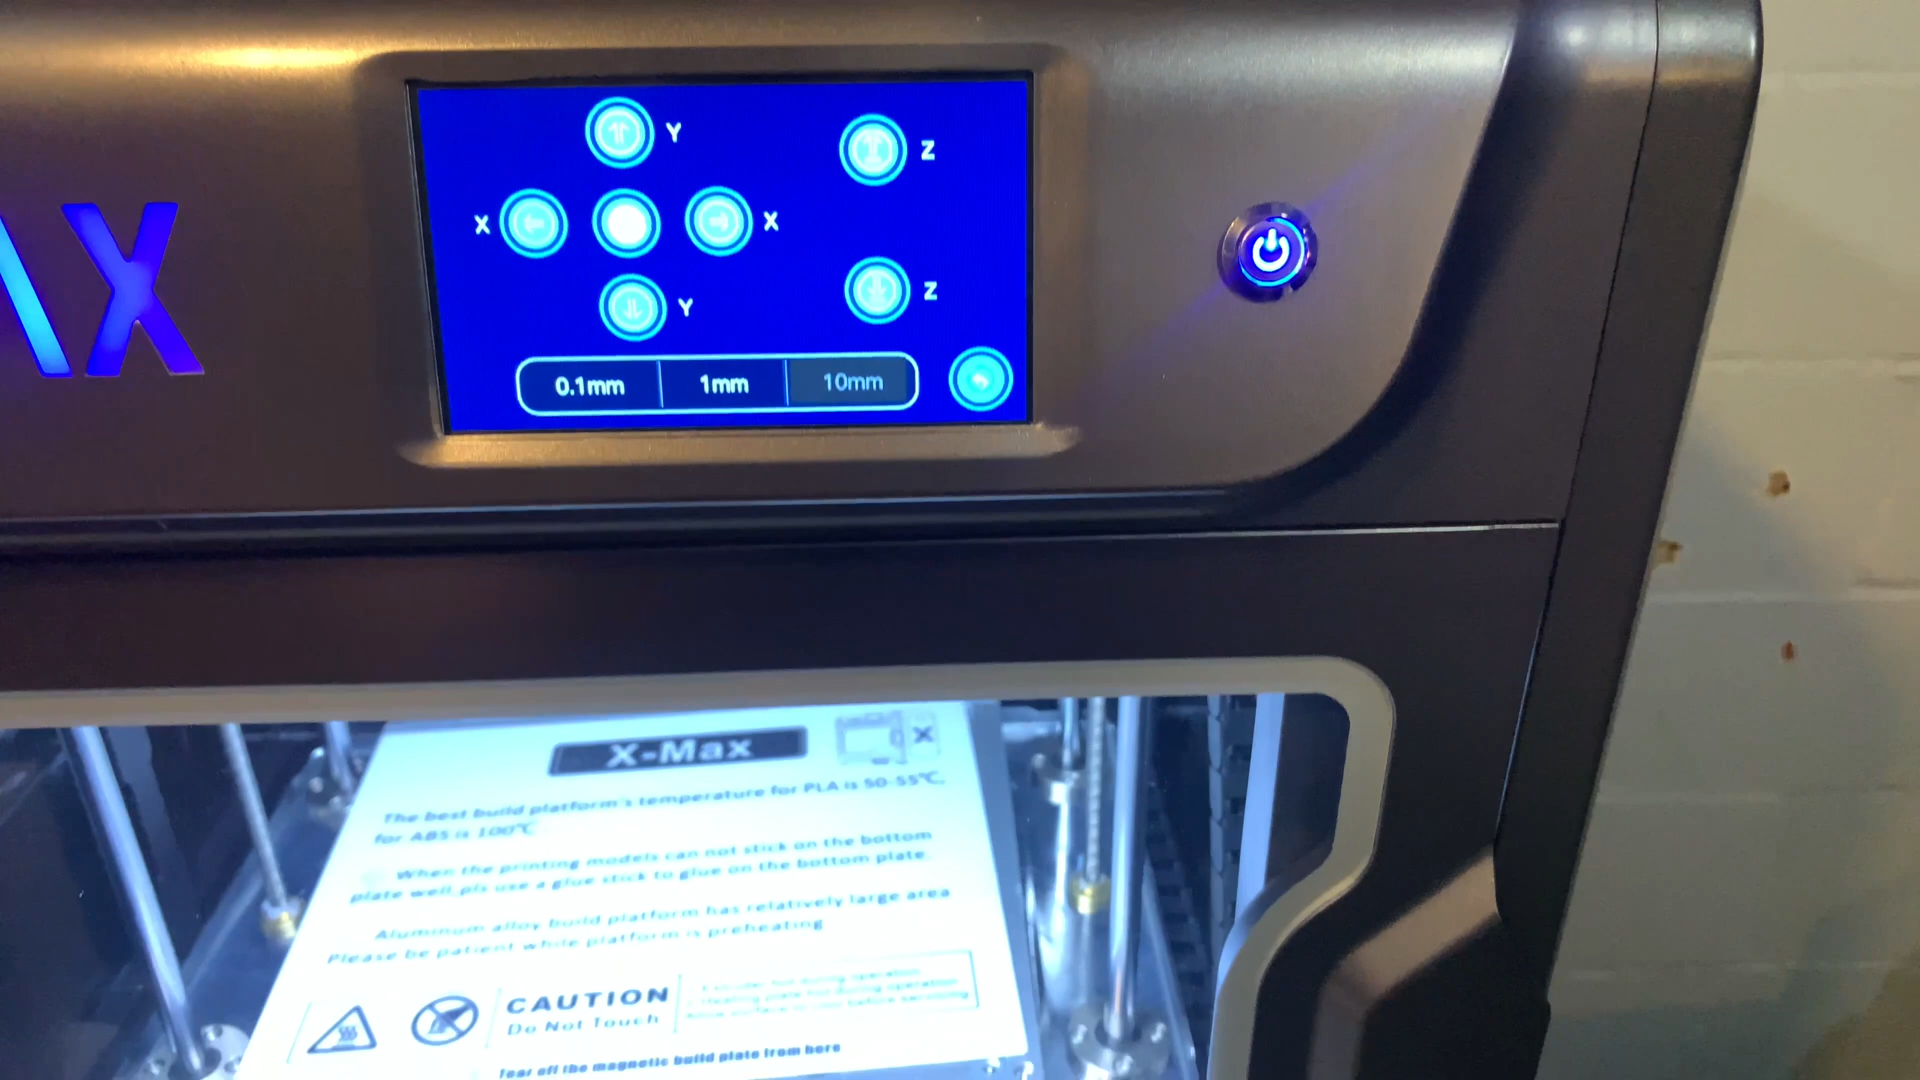 Y
Z
X
X
Y
Z
0.1mm
1mm
10mm
AX
X-Max
X
The best build platform's temperature for PLA is 50-55℃,
for ABS is 100℃
When the printing models can not stick on the bottom
plate well, pls use a glue stick to glue on the bottom plate
Aluminum alloy build platform has relatively large area
Please be patient while platform is preheating
CAUTION
Do Not Touch
Tear off the magnetic build plate from here